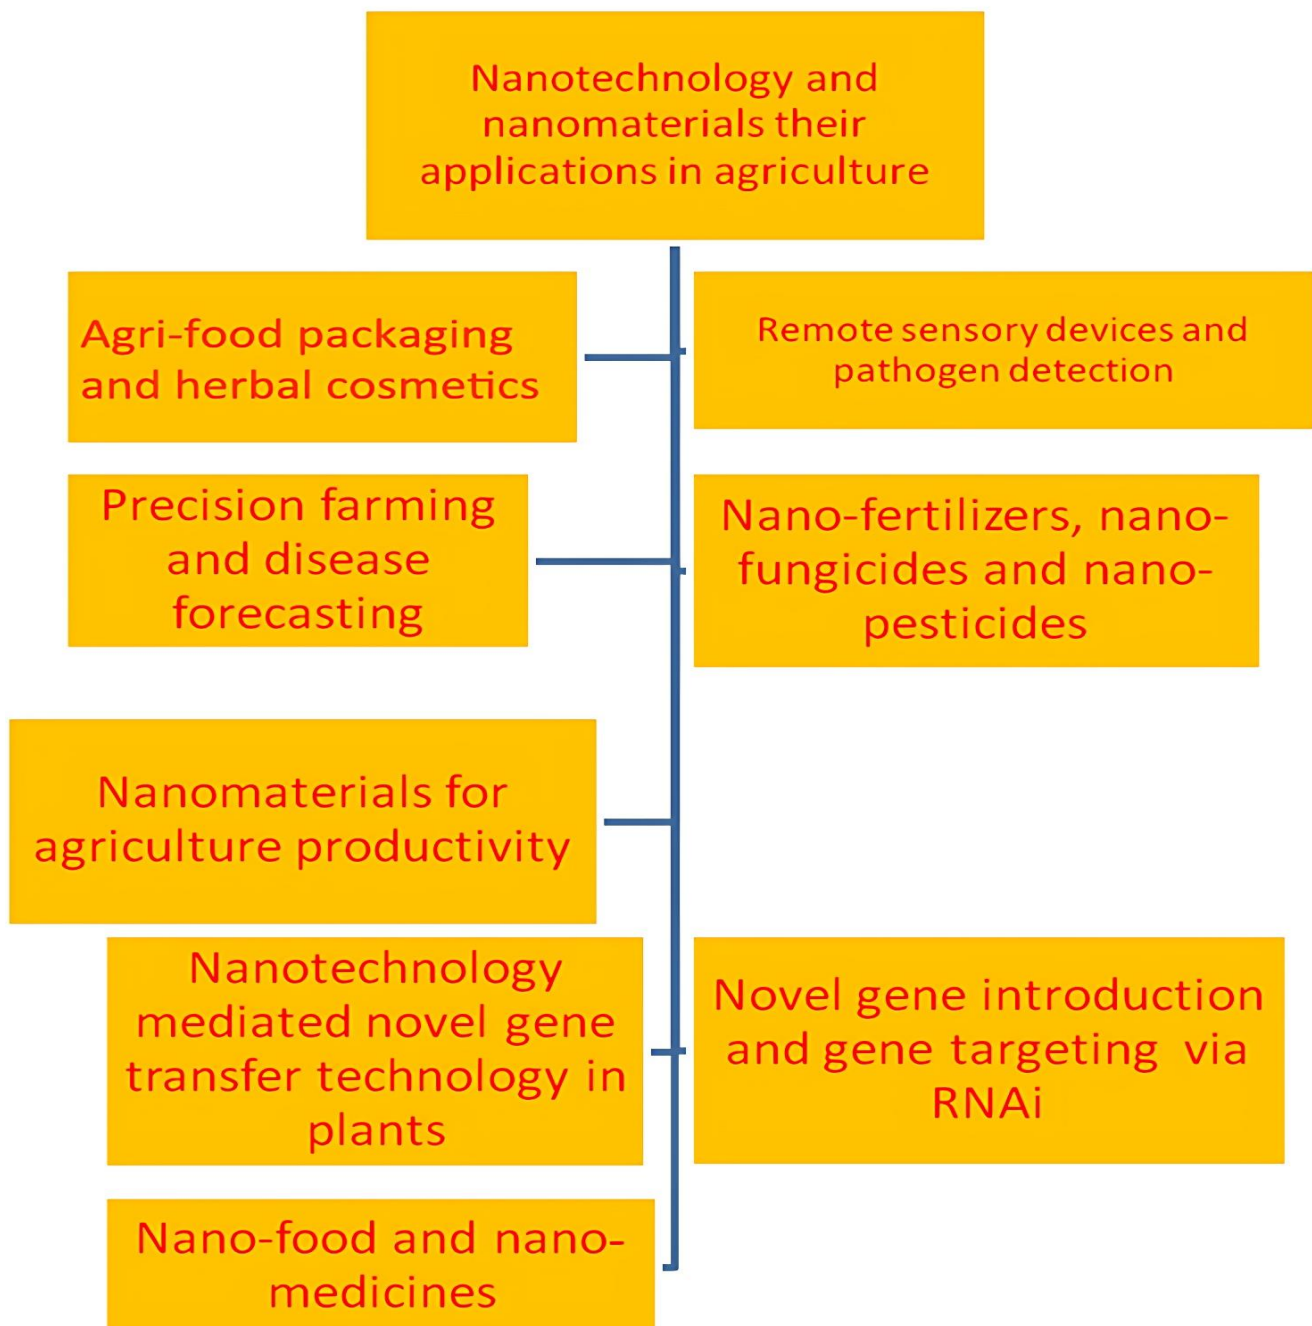 Nanotechnology and
nanomaterials their
applications in agriculture
Agri-food packaging
and herbal cosmetics
Remote sensory devices and
pathogen detection
Precision farming
and disease
forecasting
Nano-fertilizers, nano-
fungicides and nano-
pesticides
Nanomaterials for
agriculture productivity
Nanotechnology
mediated novel gene
transfer technology in
plants
Novel gene introduction
and gene targeting via
RNAi
Nano-food and nano-
medicines